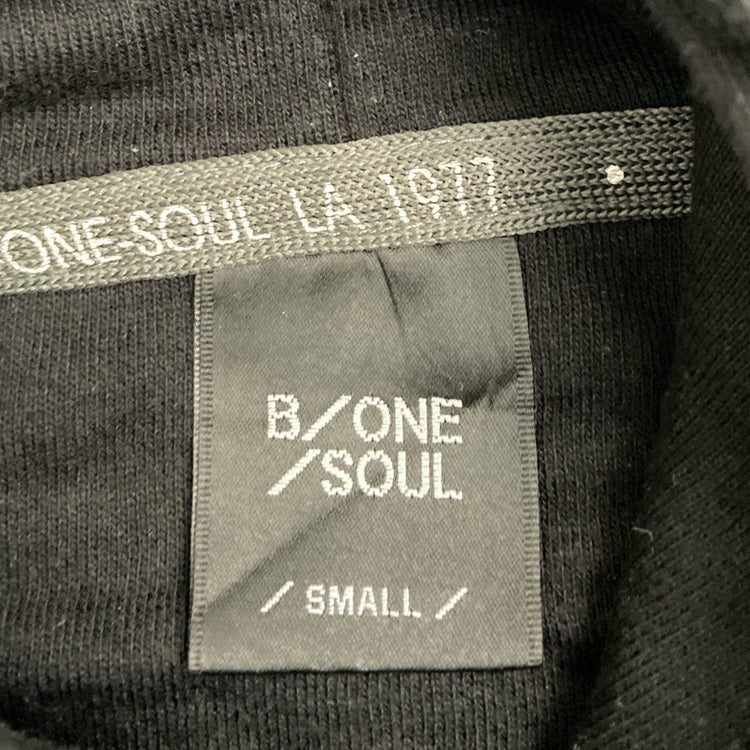 ONE-SOUL LA 1977
B/ONE
/SOUL
/ SMALL /